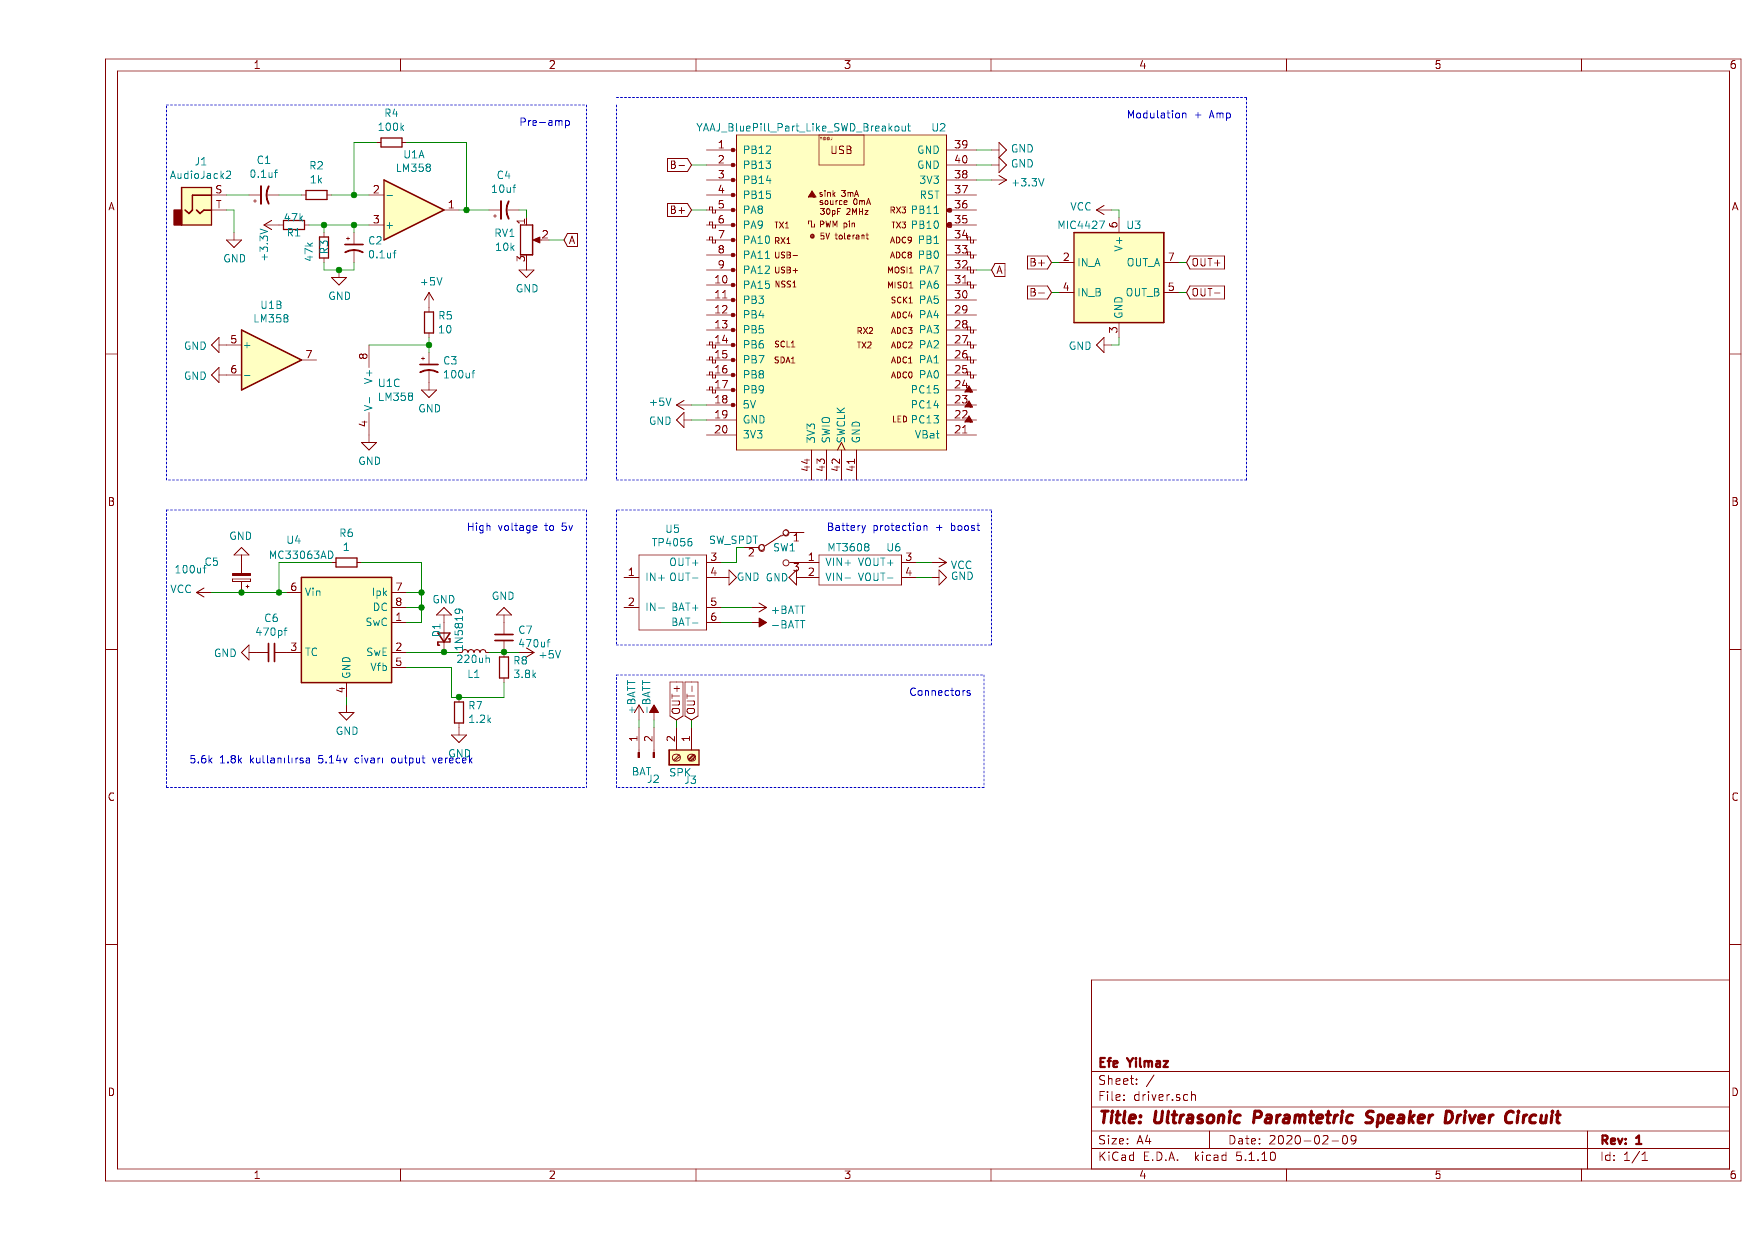 1 2 3 4 5 6
A
B
C
D
A
B
C
D
1 2 3 4 5 6
Pre-amp
R4
100k
U1A
LM358
J1
AudioJack2
S
T
C1
0.1uf
R2
1k
2
3
1
-
+
C4
10uf
+3.3V
47k
R1
47k
R3
C2
0.1uf
RV1
10k
1
2
3
A
GND
GND
GND
+5V
R5
10
U1B
LM358
GND 5
+
7
GND 6
-
8
V+
U1C
LM358
V-
4
GND
C3
100uf
GND
Modulation + Amp
YAAJ_BluePill_Part_Like_SWD_Breakout U2
USB
sink 3mA
source 0mA
30pF 2MHz
PWM pin
5V tolerant
1 PB12
B- 2 PB13
3 PB14
4 PB15
B+ 5 PA8
6 PA9 TX1
7 PA10 RX1
8 PA11 USB-
9 PA12 USB+
10 PA15 NSS1
11 PB3
12 PB4
13 PB5
14 PB6 SCL1
15 PB7 SDA1
16 PB8
17 PB9
+5V 18 5V
GND 19 GND
20 3V3
GND 39 GND
GND 40 GND
3V3 38 +3.3V
RST 37
RX3 PB11 36
TX3 PB10 35
ADC9 PB1 34
ADC8 PB0 33
MOSI1 PA7 32 A
MISO1 PA6 31
SCK1 PA5 30
ADC4 PA4 29
RX2 ADC3 PA3 28
TX2 ADC2 PA2 27
ADC1 PA1 26
ADC0 PA0 25
PC15 24
PC14 23
LED PC13 22
VBat 21
3V3 44
SWIO 43
SWCLK 42
GND 41
VCC
MIC4427 U3
6
V+
B+ 2 IN_A OUT_A 7 OUT+
B- 4 IN_B OUT_B 5 OUT-
GND
3
GND
High voltage to 5v
GND
C5
100uf
VCC
U4
MC33063AD
R6
1
6 Vin
3 TC
Ipk 7
DC 8
SwC 1
SwE 2
Vfb 5
GND
4
GND
C6
470pf
GND
GND
D1
1N5819
220uh
L1
GND
C7
470uf
+5V
R8
3.8k
R7
1.2k
GND
5.6k 1.8k kullanılırsa 5.14v civarı output verecek
Battery protection + boost
U5
TP4056
1 IN+ OUT+ 3
OUT- 4 GND
2 IN- BAT+ 5 +BATT
BAT- 6 -BATT
SW_SPDT
SW1
1
2
3
GND
MT3608 U6
1 VIN+ VOUT+ 3 VCC
2 VIN- VOUT- 4 GND
Connectors
+BATT
-BATT
OUT+
OUT-
1
2
2
1
BAT
J2
SPK
J3
Efe Yilmaz
Sheet: /
File: driver.sch
Title: Ultrasonic Paramtetric Speaker Driver Circuit
Size: A4 Date: 2020-02-09 Rev: 1
KiCad E.D.A. kicad 5.1.10 Id: 1/1